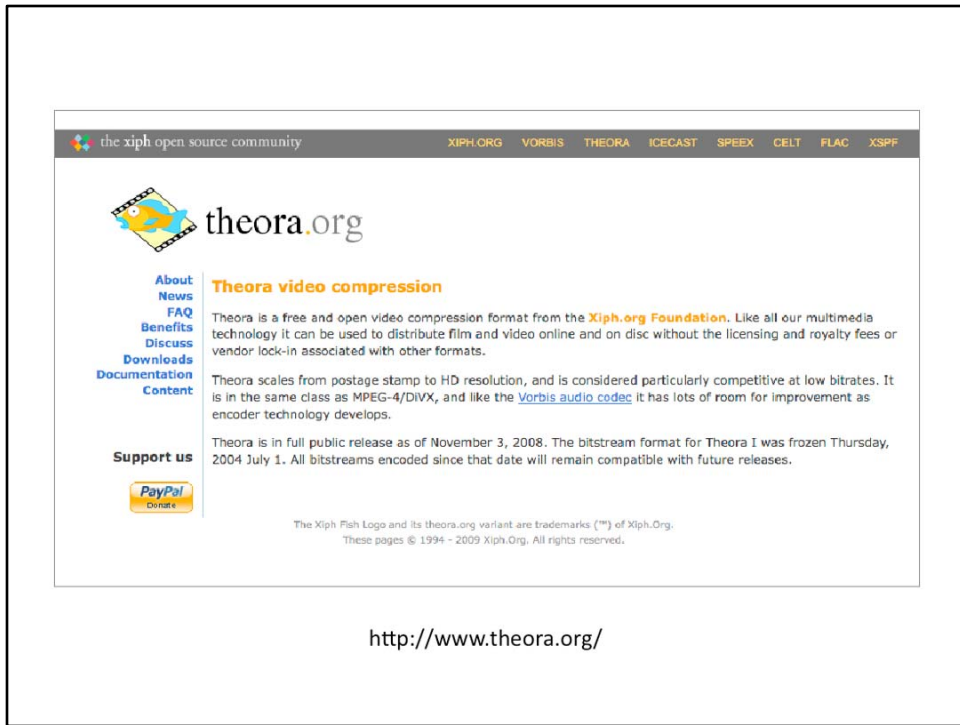 the xiph open source community XIPH.ORG VORBIS THEORA ICECAST SPEEX CELT FLAC XSPF
theora.org
About
News
FAQ
Benefits
Discuss
Downloads
Documentation
Content
Support us
PayPal
Donate
Theora video compression
Theora is a free and open video compression format from the Xiph.org Foundation. Like all our multimedia
technology it can be used to distribute film and video online and on disc without the licensing and royalty fees or
vendor lock-in associated with other formats.
Theora scales from postage stamp to HD resolution, and is considered particularly competitive at low bitrates. It
is in the same class as MPEG-4/DiVX, and like the Vorbis audio codec it has lots of room for improvement as
encoder technology develops.
Theora is in full public release as of November 3, 2008. The bitstream format for Theora I was frozen Thursday,
2004 July 1. All bitstreams encoded since that date will remain compatible with future releases.
The Xiph Fish Logo and its theora.org variant are trademarks (™) of Xiph.Org.
These pages © 1994 - 2009 Xiph.Org. All rights reserved.
http://www.theora.org/